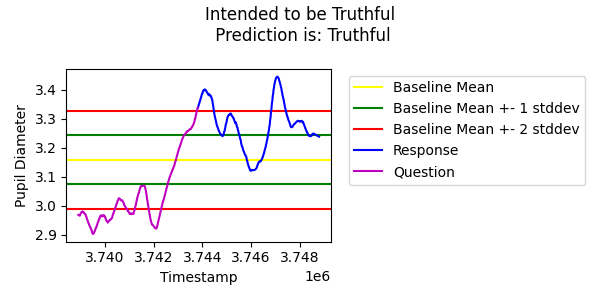 Intended to be Truthful
Prediction is: Truthful
Pupil Diameter
3.4
3.3
3.2
3.1
3.0
2.9
3.740 3.742 3.744 3.746 3.748
1e6
Timestamp
Baseline Mean
Baseline Mean +- 1 stddev
Baseline Mean +- 2 stddev
Response
Question